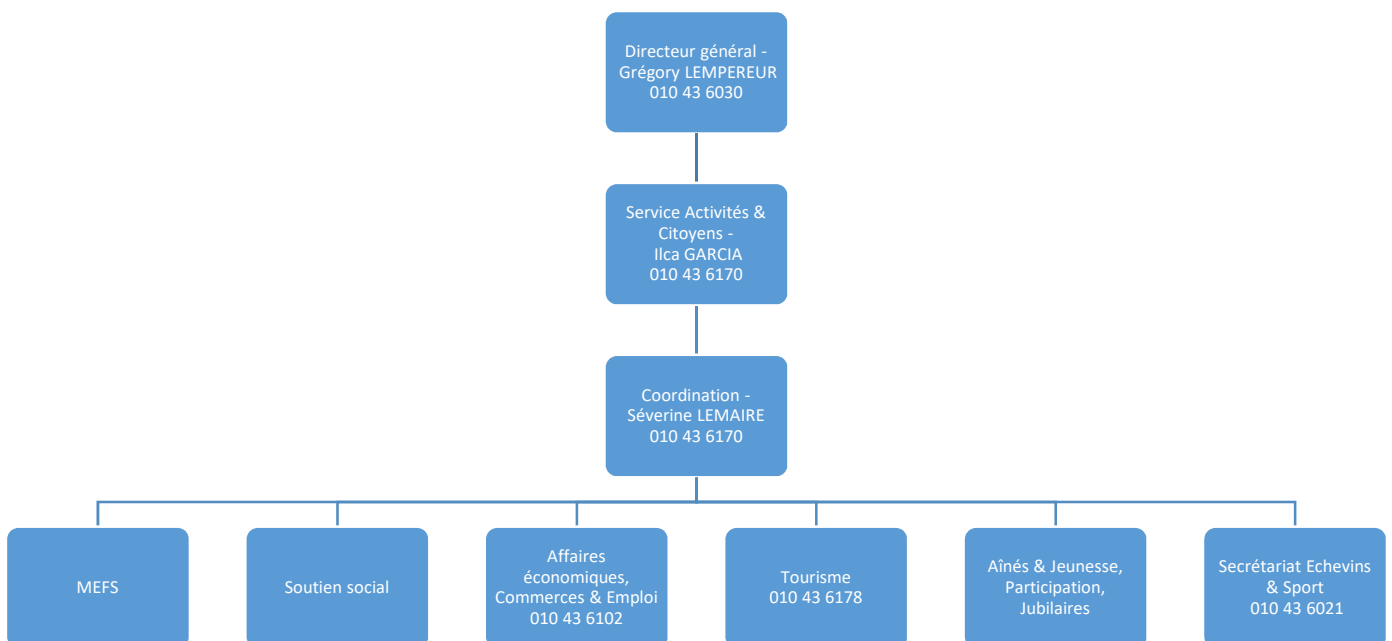 Directeur général -
Grégory LEMPEREUR
010 43 6030
Service Activités &
Citoyens -
Ilca GARCIA
010 43 6170
Coordination -
Séverine LEMAIRE
010 43 6170
MEFS
Soutien social
Affaires
économiques,
Commerces & Emploi
010 43 6102
Tourisme
010 43 6178
Aînés & Jeunesse,
Participation,
Jubilaires
Secrétariat Echevins
& Sport
010 43 6021